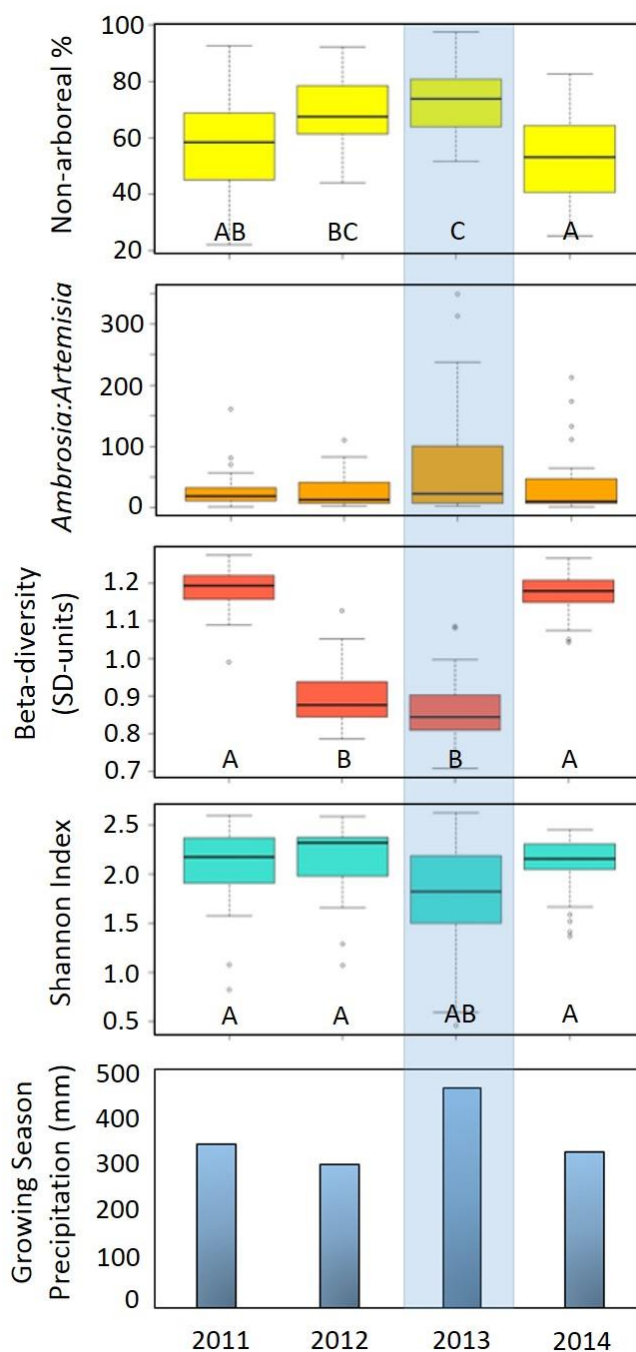 Non-arboreal %
100
80
60
40
20
AB BC C A
Ambrosia:Artemisia
300
200
100
0
Beta-diversity
(SD-units)
1.2
1.1
1.0
0.9
0.8
0.7
A B B A
Shannon Index
2.5
2.0
1.5
1.0
0.5
A A AB A
Growing Season
Precipitation (mm)
500
400
300
200
100
0
2011 2012 2013 2014